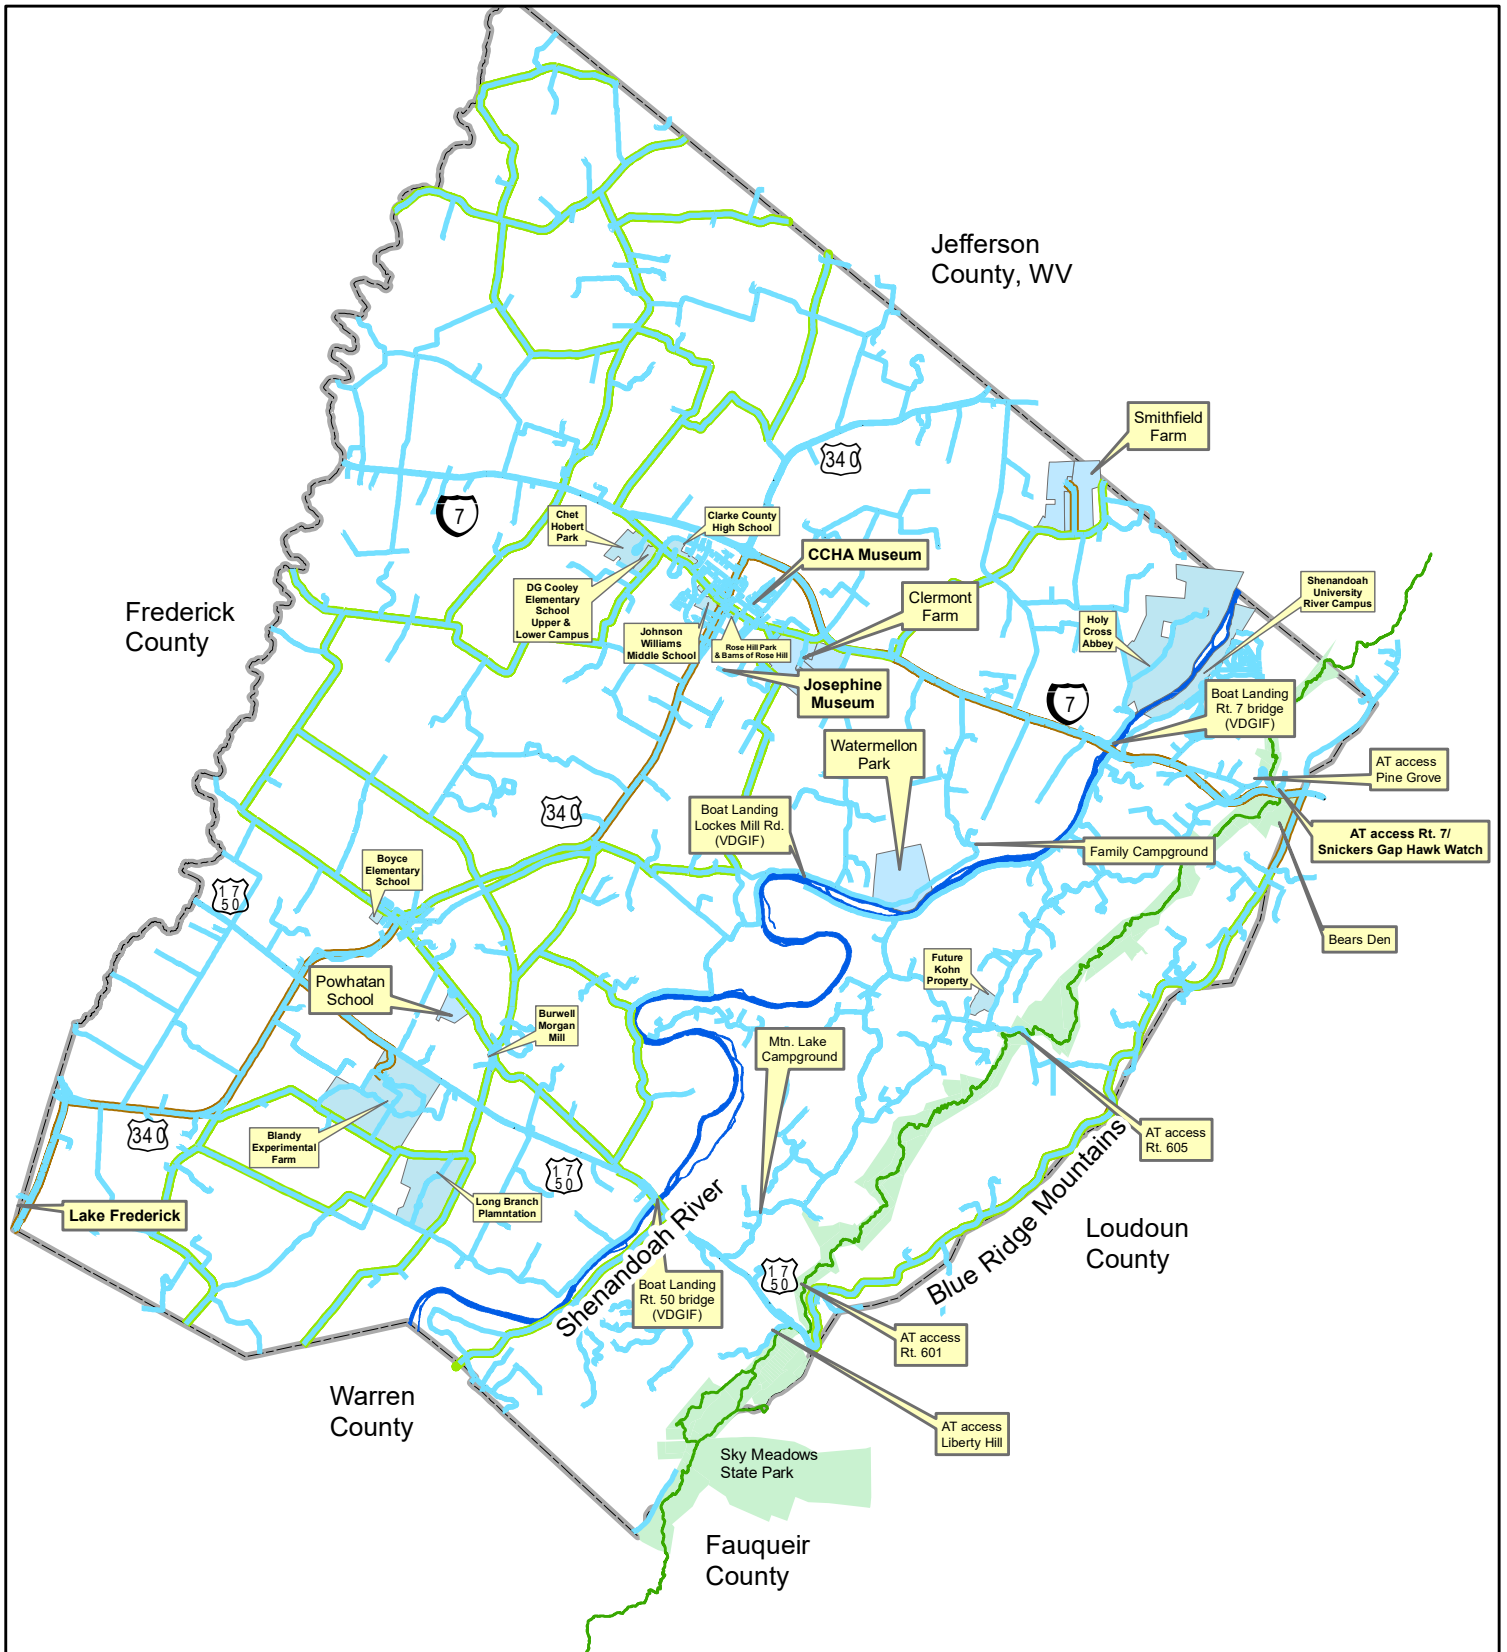 Jefferson
County, WV
Smithfield
Farm
340
7
Chet
Hobert
Park
Clarke County
High School
CCHA Museum
DG Cooley
Elementary
School
Upper &
Lower Campus
Clermont
Farm
Shenandoah
University
River Campus
Frederick
County
Holy
Cross
Abbey
Johnson
Williams
Middle School
Rose Hill Park
& Barns of Rose Hill
Josephine
Museum
7
Boat Landing
Rt. 7 bridge
(VDGIF)
Watermellon
Park
AT access
Pine Grove
340
Boat Landing
Lockes Mill Rd.
(VDGIF)
AT access Rt. 7/
Snickers Gap Hawk Watch
Family Campground
Boyce
Elementary
School
17
50
Bears Den
Future
Kohn
Property
Powhatan
School
Burwell
Morgan
Mill
Mtn. Lake
Campground
340
Blandy
Experimental
Farm
AT access
Rt. 605
17
50
Long Branch
Plamntation
Lake Frederick
Shenandoah River
Blue Ridge Mountains
Loudoun
County
17
50
Boat Landing
Rt. 50 bridge
(VDGIF)
AT access
Rt. 601
Warren
County
AT access
Liberty Hill
Sky Meadows
State Park
Fauqueir
County